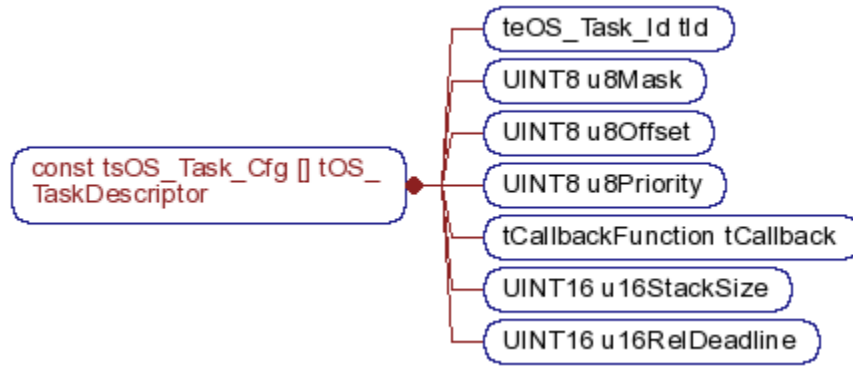 const tsOS_Task_Cfg [] tOS_
TaskDescriptor
teOS_Task_Id tId
UINT8 u8Mask
UINT8 u8Offset
UINT8 u8Priority
tCallbackFunction tCallback
UINT16 u16StackSize
UINT16 u16RelDeadline